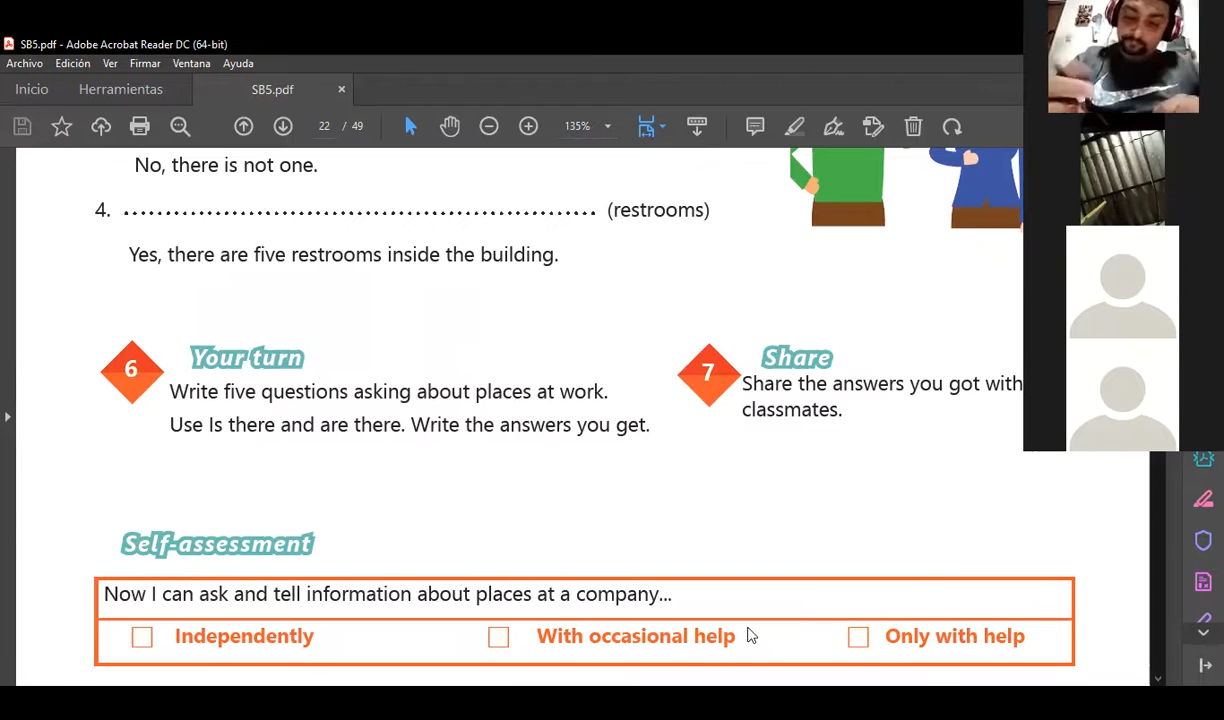 SB5.pdf - Adobe Acrobat Reader DC (64-bit)
Archivo Edición Ver Firmar Ventana Ayuda
Inicio Herramientas SB5.pdf ×
22 / 49 135%
No, there is not one.
4. ........................................................... (restrooms)
Yes, there are five restrooms inside the building.
6 Your turn
Write five questions asking about places at work.
Use Is there and are there. Write the answers you get.
7 Share
Share the answers you got with
classmates.
Self-assessment
Now I can ask and tell information about places at a company...
Independently With occasional help Only with help